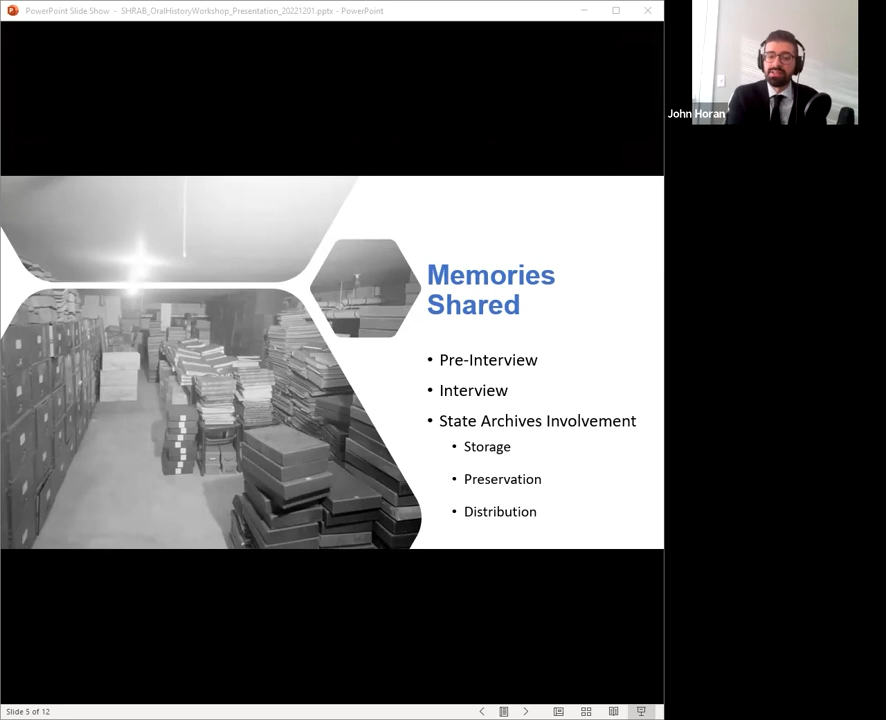 PowerPoint Slide Show - SHRAB_OralHistoryWorkshop_Presentation_20221201.pptx - PowerPoint
John Horan
Memories
Shared
• Pre-Interview
• Interview
• State Archives Involvement
• Storage
• Preservation
• Distribution
Slide 5 of 12